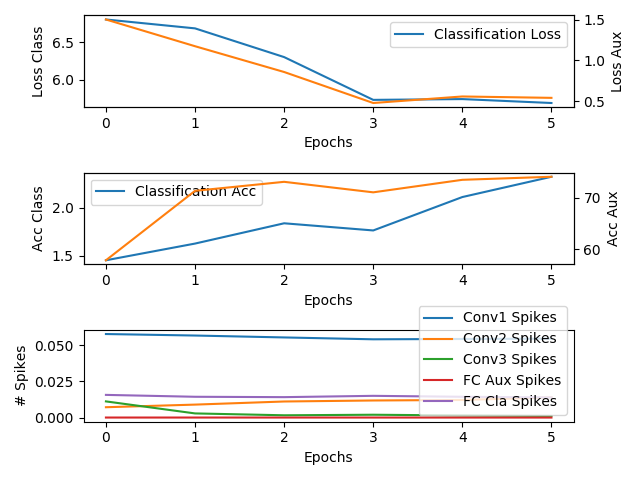 Loss Class
6.5
6.0
Classification Loss
1.5
1.0
0.5
Loss Aux
0 1 2 3 4 5
Epochs
Acc Class
2.0
1.5
Classification Acc
70
60
Acc Aux
0 1 2 3 4 5
Epochs
# Spikes
0.050
0.025
0.000
Conv1 Spikes
Conv2 Spikes
Conv3 Spikes
FC Aux Spikes
FC Cla Spikes
0 1 2 3 4 5
Epochs